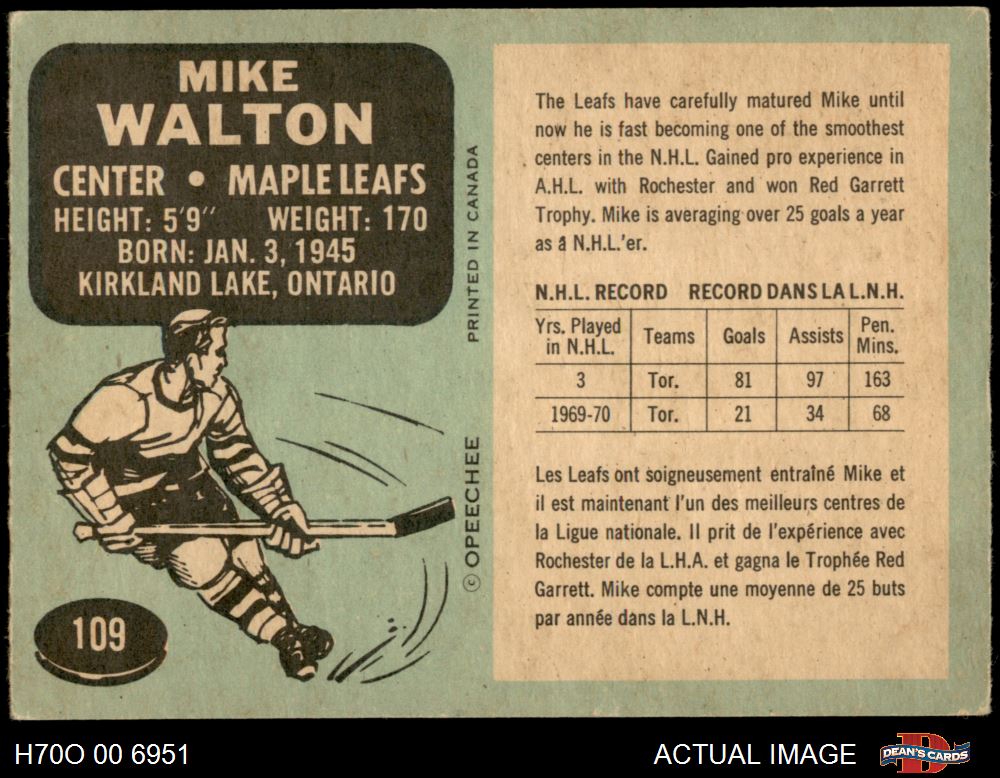 MIKE
WALTON
CENTER • MAPLE LEAFS
HEIGHT: 5'9" WEIGHT: 170
BORN: JAN. 3, 1945
KIRKLAND LAKE, ONTARIO
109
© OPEECHEE PRINTED IN CANADA
The Leafs have carefully matured Mike until
now he is fast becoming one of the smoothest
centers in the N.H.L. Gained pro experience in
A.H.L. with Rochester and won Red Garrett
Trophy. Mike is averaging over 25 goals a year
as a N.H.L.'er.
N.H.L. RECORD RECORD DANS LA L.N.H.
Yrs. Played in N.H.L. Teams Goals Assists Pen. Mins.
3 Tor. 81 97 163
1969-70 Tor. 21 34 68
Les Leafs ont soigneusement entraîné Mike et
il est maintenant l'un des meilleurs centres de
la Ligue nationale. Il prit de l'expérience avec
Rochester de la L.H.A. et gagna le Trophée Red
Garrett. Mike compte une moyenne de 25 buts
par année dans la L.N.H.
H70O 00 6951
ACTUAL IMAGE
DEAN'S CARDS